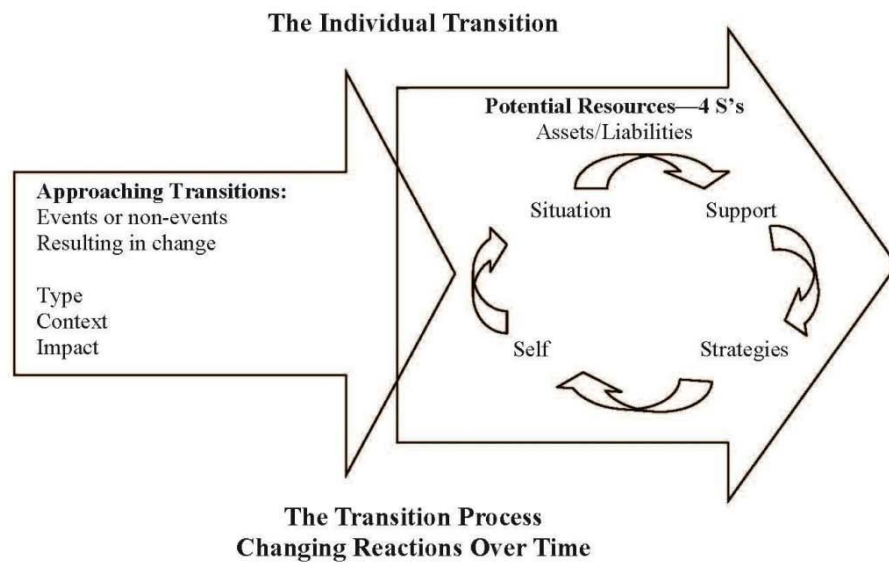 The Individual Transition
Potential Resources—4 S's
Assets/Liabilities
Approaching Transitions:
Events or non-events
Resulting in change
Type
Context
Impact
Situation
Support
Self
Strategies
The Transition Process
Changing Reactions Over Time